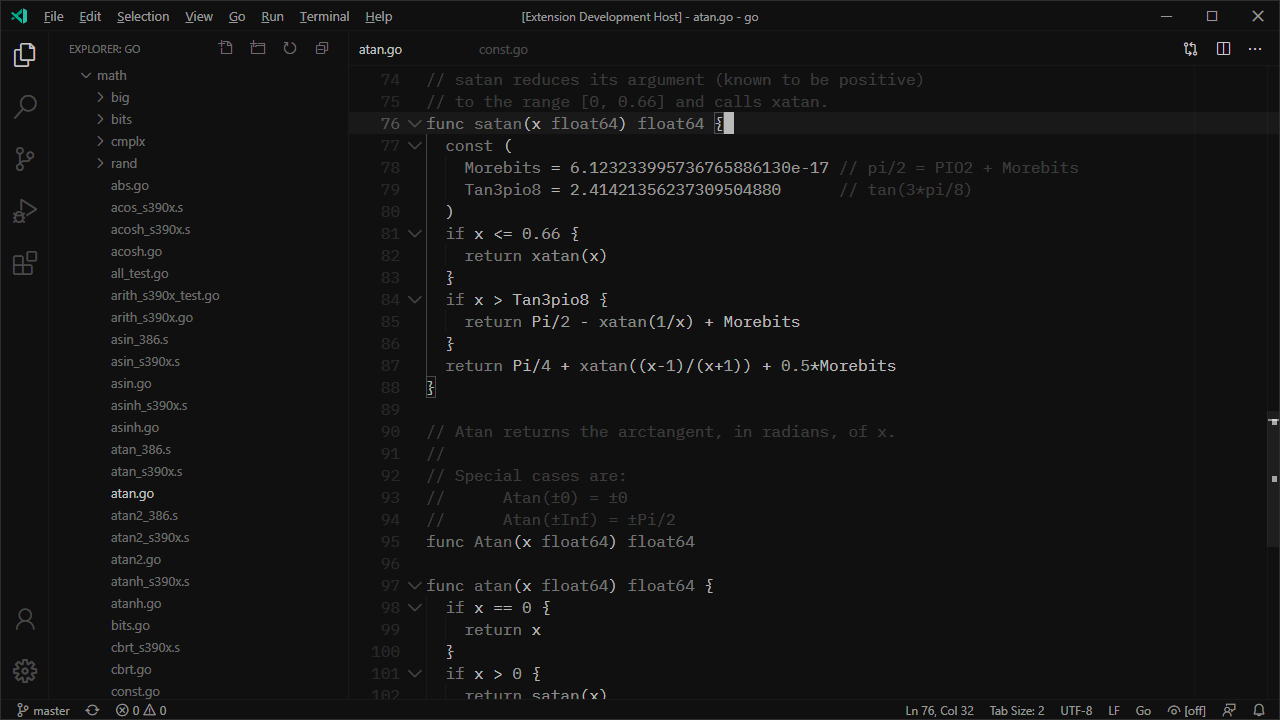 File Edit Selection View Go Run Terminal Help [Extension Development Host] - atan.go - go
EXPLORER: GO
math
big
bits
cmplx
rand
abs.go
acos_s390x.s
acosh_s390x.s
acosh.go
all_test.go
arith_s390x_test.go
arith_s390x.go
asin_386.s
asin_s390x.s
asin.go
asinh_s390x.s
asinh.go
atan_386.s
atan_s390x.s
atan.go
atan2_386.s
atan2_s390x.s
atan2.go
atanh_s390x.s
atanh.go
bits.go
cbrt_s390x.s
cbrt.go
const.go
atan.go const.go
74 // satan reduces its argument (known to be positive)
75 // to the range [0, 0.66] and calls xatan.
76 func satan(x float64) float64 {
77 const (
78 Morebits = 6.123233995736765886130e-17 // pi/2 = PIO2 + Morebits
79 Tan3pio8 = 2.41421356237309504880 // tan(3*pi/8)
80 )
81 if x <= 0.66 {
82 return xatan(x)
83 }
84 if x > Tan3pio8 {
85 return Pi/2 - xatan(1/x) + Morebits
86 }
87 return Pi/4 + xatan((x-1)/(x+1)) + 0.5*Morebits
88 }
89
90 // Atan returns the arctangent, in radians, of x.
91 //
92 // Special cases are:
93 // Atan(±0) = ±0
94 // Atan(±Inf) = ±Pi/2
95 func Atan(x float64) float64
96
97 func atan(x float64) float64 {
98 if x == 0 {
99 return x
100 }
101 if x > 0 {
102 return satan(x)
master 0 0 Ln 76, Col 32 Tab Size: 2 UTF-8 LF Go [off]